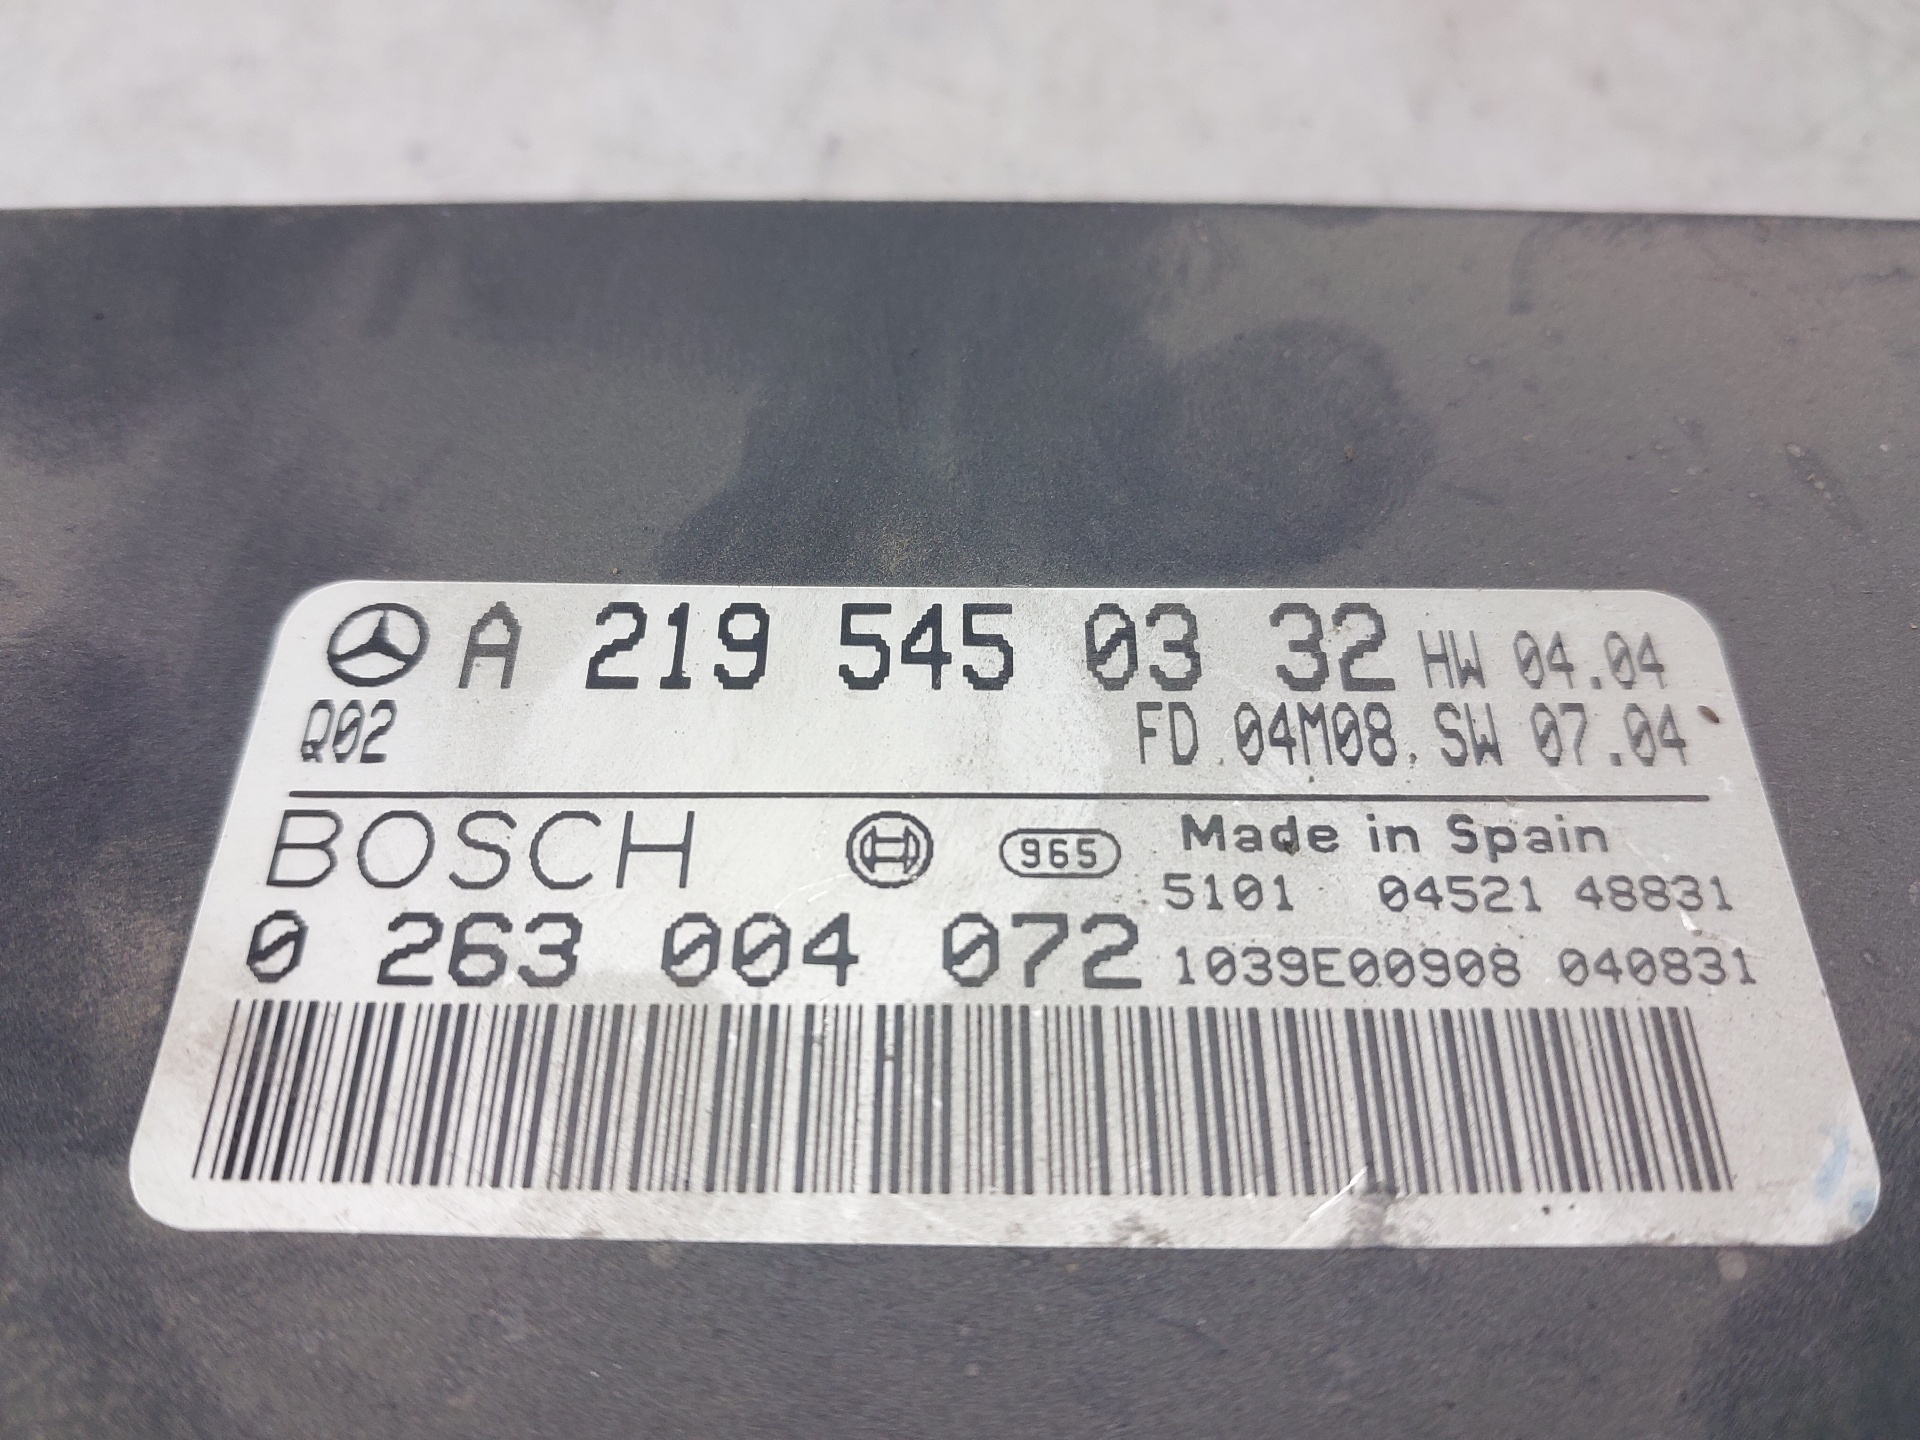 A 219 545 03 32 HW 04.04
Q02 FD 04M08 SW 07.04
BOSCH 965 Made in Spain
5101 04521 48831
0 263 004 072 1039E00908 040831